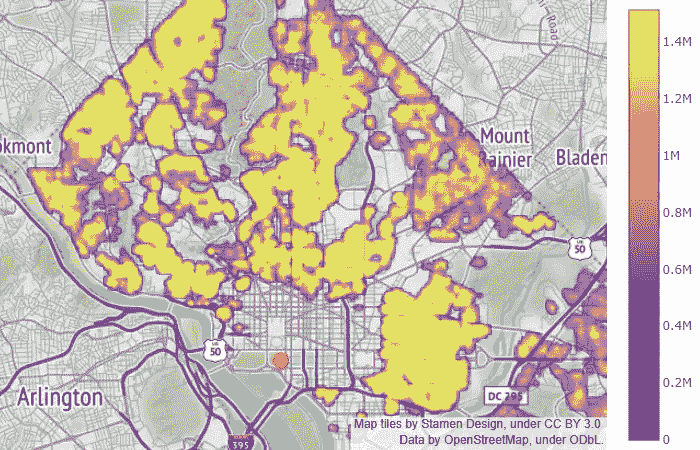 okmont
Mount
Rainier
Bladen
Road
US
50
US
50
Arlington
395
DC 295
1.4M
1.2M
1M
0.8M
0.6M
0.4M
0.2M
0
Map tiles by Stamen Design, under CC BY 3.0
Data by OpenStreetMap, under ODbL.